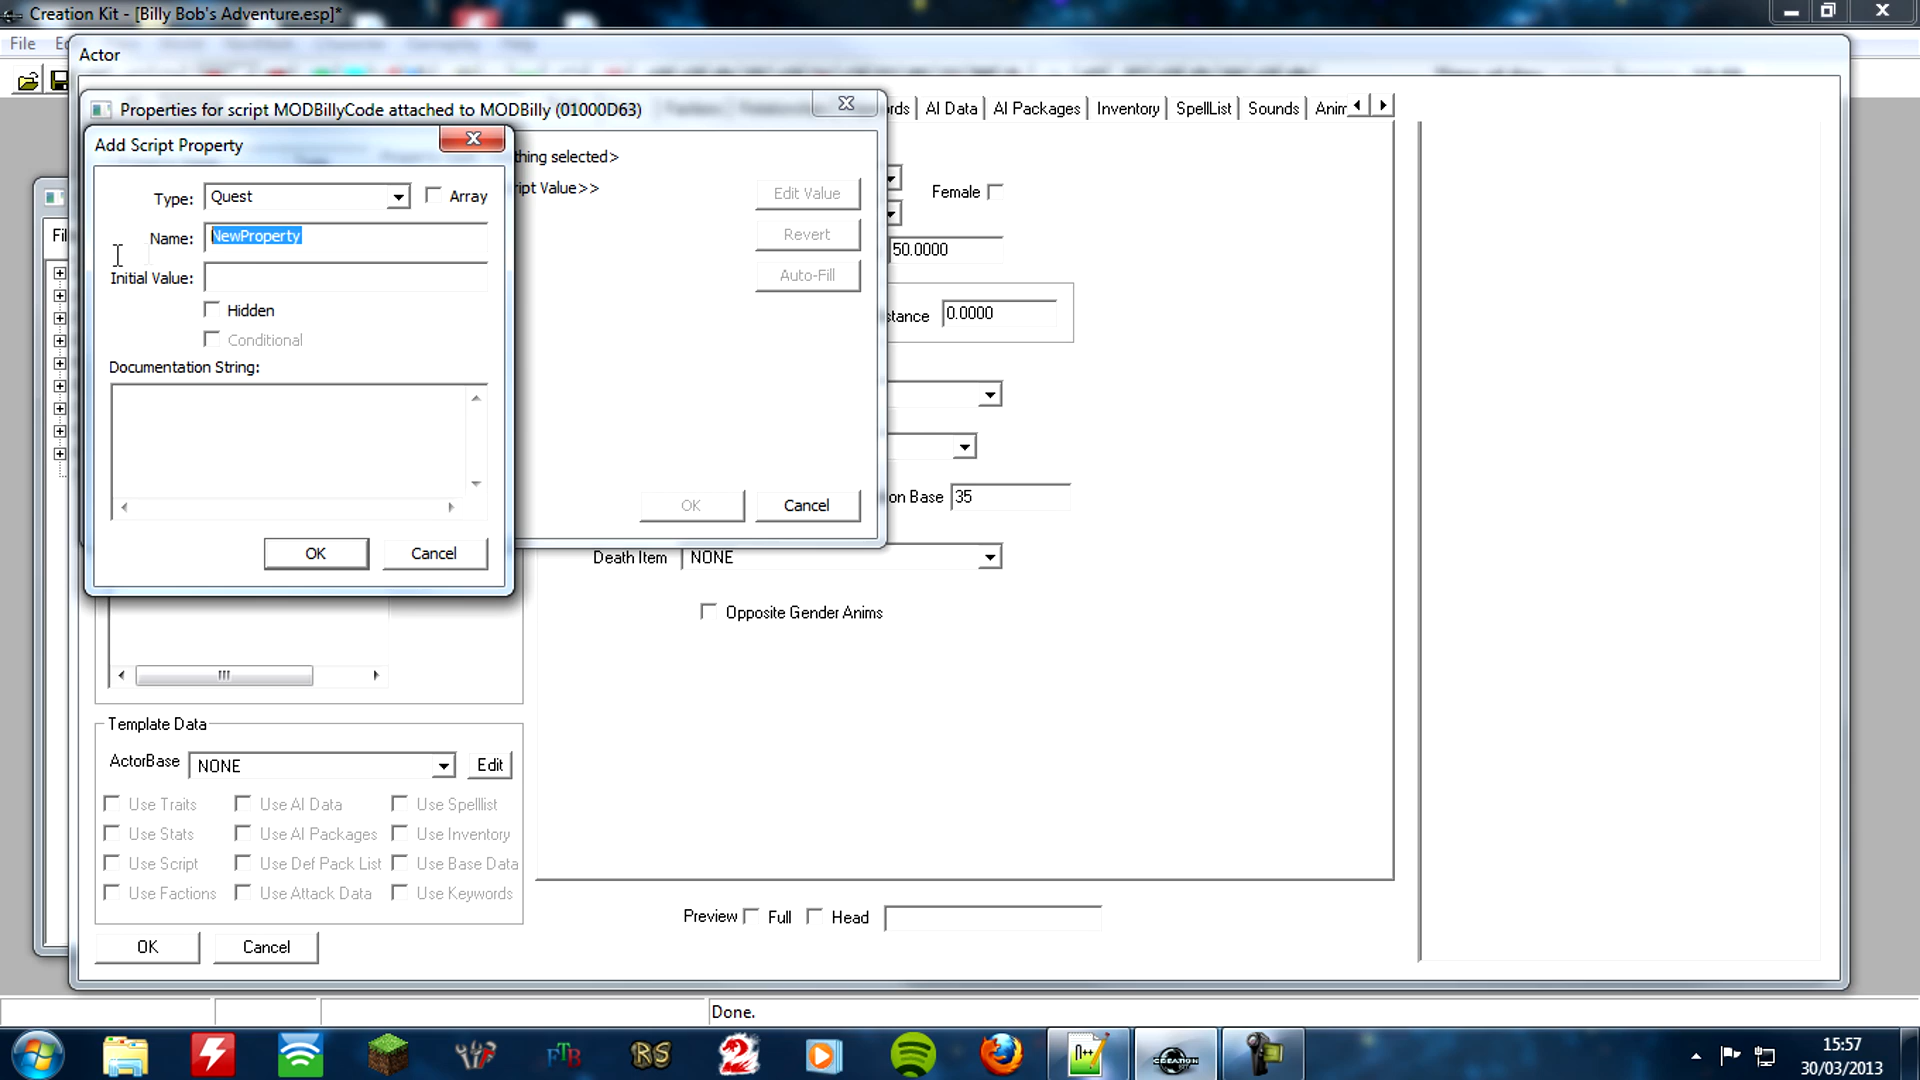 Creation Kit - [Billy Bob's Adventure.esp]*
File
Actor
Properties for script MODBillyCode attached to MODBilly (01000D63)
rds
AI Data
AI Packages
Inventory
SpellList
Sounds
Anim
Add Script Property
thing selected>
Type:
Quest
Array
ript Value>>
Edit Value
Female
Name:
NewProperty
Revert
50.0000
Initial Value:
Auto-Fill
Hidden
stance
0.0000
Conditional
Documentation String:
on Base
35
OK
Cancel
OK
Cancel
Death Item
NONE
Opposite Gender Anims
Template Data
ActorBase
NONE
Edit
Use Traits
Use AI Data
Use Spelllist
Use Stats
Use AI Packages
Use Inventory
Use Script
Use Def Pack List
Use Base Data
Use Factions
Use Attack Data
Use Keywords
Preview
Full
Head
OK
Cancel
Done.
FTB
RS
2
N++
CREATION
15:57
30/03/2013